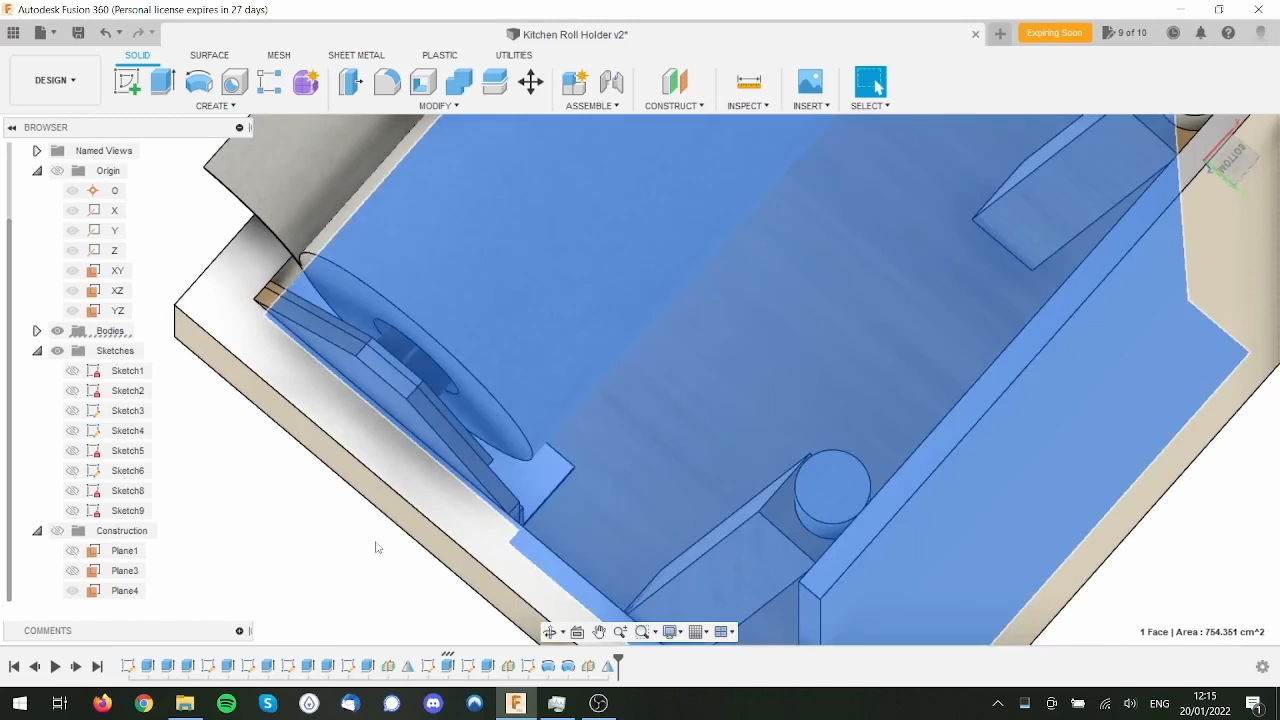 Autodesk Fusion 360 (Personal license expires in 27 days)
Kitchen Roll Holder v2*
Expiring Soon
9 of 10
SOLID
SURFACE
MESH
SHEET METAL
PLASTIC
UTILITIES
DESIGN
CREATE
MODIFY
ASSEMBLE
CONSTRUCT
INSPECT
INSERT
SELECT
BROWSER
Named Views
Origin
O
X
Y
Z
XY
XZ
YZ
Bodies
Sketches
Sketch1
Sketch2
Sketch3
Sketch4
Sketch5
Sketch6
Sketch8
Sketch9
Construction
Plane1
Plane3
Plane4
BOTTOM
COMMENTS
1 Face | Area : 754.351 cm^2
12:15
20/01/2022